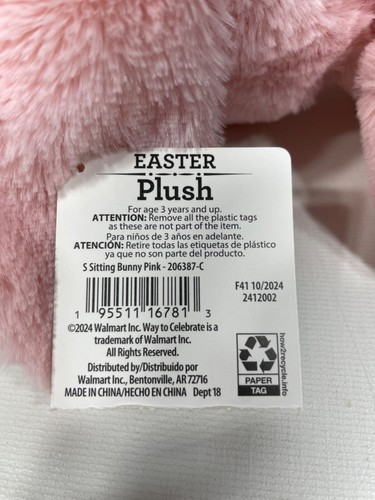 EASTER
Plush
For age 3 years and up.
ATTENTION: Remove all the plastic tags
as these are not part of the item.
Para niños de 3 años en adelante.
ATENCIÓN: Retire todas las etiquetas de plástico
ya que no son parte del producto.
S Sitting Bunny Pink - 206387-C
F41 10/2024
2412002
1 95511 16781 3
©2024 Walmart Inc. Way to Celebrate is a
trademark of Walmart Inc.
All Rights Reserved.
Distributed by/Distribuido por
Walmart Inc., Bentonville, AR 72716
MADE IN CHINA/HECHO EN CHINA Dept 18
PAPER
TAG
how2recycle.info